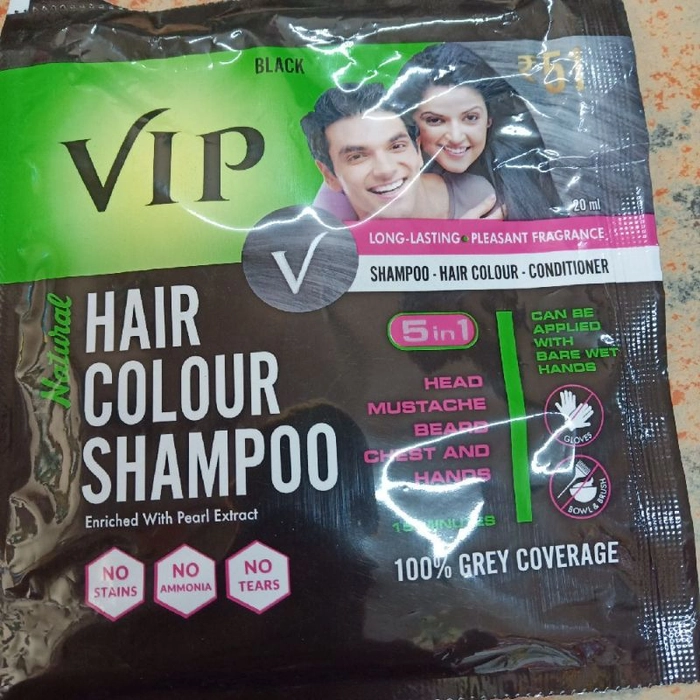 BLACK
VIP
20 ml
LONG-LASTING • PLEASANT FRAGRANCE
V
SHAMPOO - HAIR COLOUR - CONDITIONER
Natural
HAIR
COLOUR
SHAMPOO
Enriched With Pearl Extract
NO
STAINS
NO
AMMONIA
NO
TEARS
5 in 1
HEAD
MUSTACHE
BEARD
CHEST AND
HANDS
MINUTES
CAN BE
APPLIED
WITH
BARE WET
HANDS
GLOVES
BOWL & BRUSH
100% GREY COVERAGE